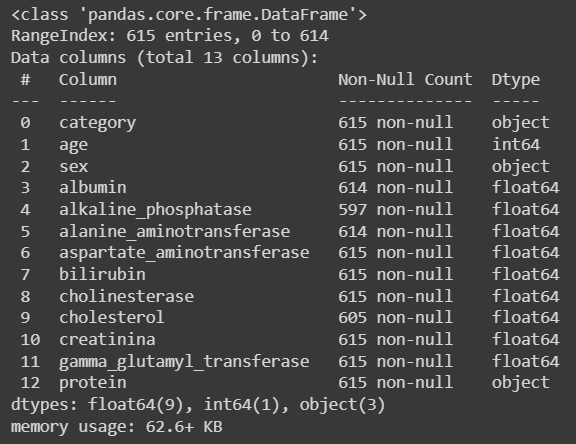 <class 'pandas.core.frame.DataFrame'>
RangeIndex: 615 entries, 0 to 614
Data columns (total 13 columns):
 #   Column                      Non-Null Count  Dtype
---  ------                      --------------  -----
 0   category                    615 non-null    object
 1   age                         615 non-null    int64
 2   sex                         615 non-null    object
 3   albumin                     614 non-null    float64
 4   alkaline_phosphatase        597 non-null    float64
 5   alanine_aminotransferase    614 non-null    float64
 6   aspartate_aminotransferase  615 non-null    float64
 7   bilirubin                   615 non-null    float64
 8   cholinesterase              615 non-null    float64
 9   cholesterol                 605 non-null    float64
 10  creatinina                  615 non-null    float64
 11  gamma_glutamyl_transferase  615 non-null    float64
 12  protein                     615 non-null    object
dtypes: float64(9), int64(1), object(3)
memory usage: 62.6+ KB